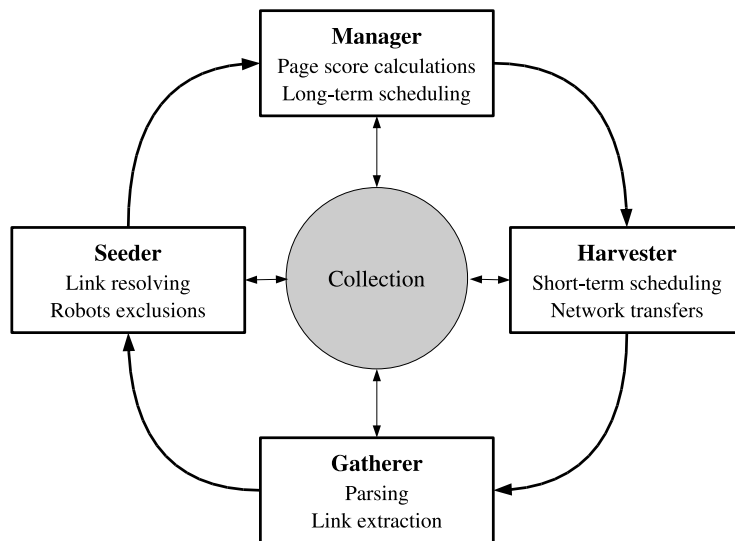 Manager
Page score calculations
Long-term scheduling
Seeder
Link resolving
Robots exclusions
Collection
Harvester
Short-term scheduling
Network transfers
Gatherer
Parsing
Link extraction